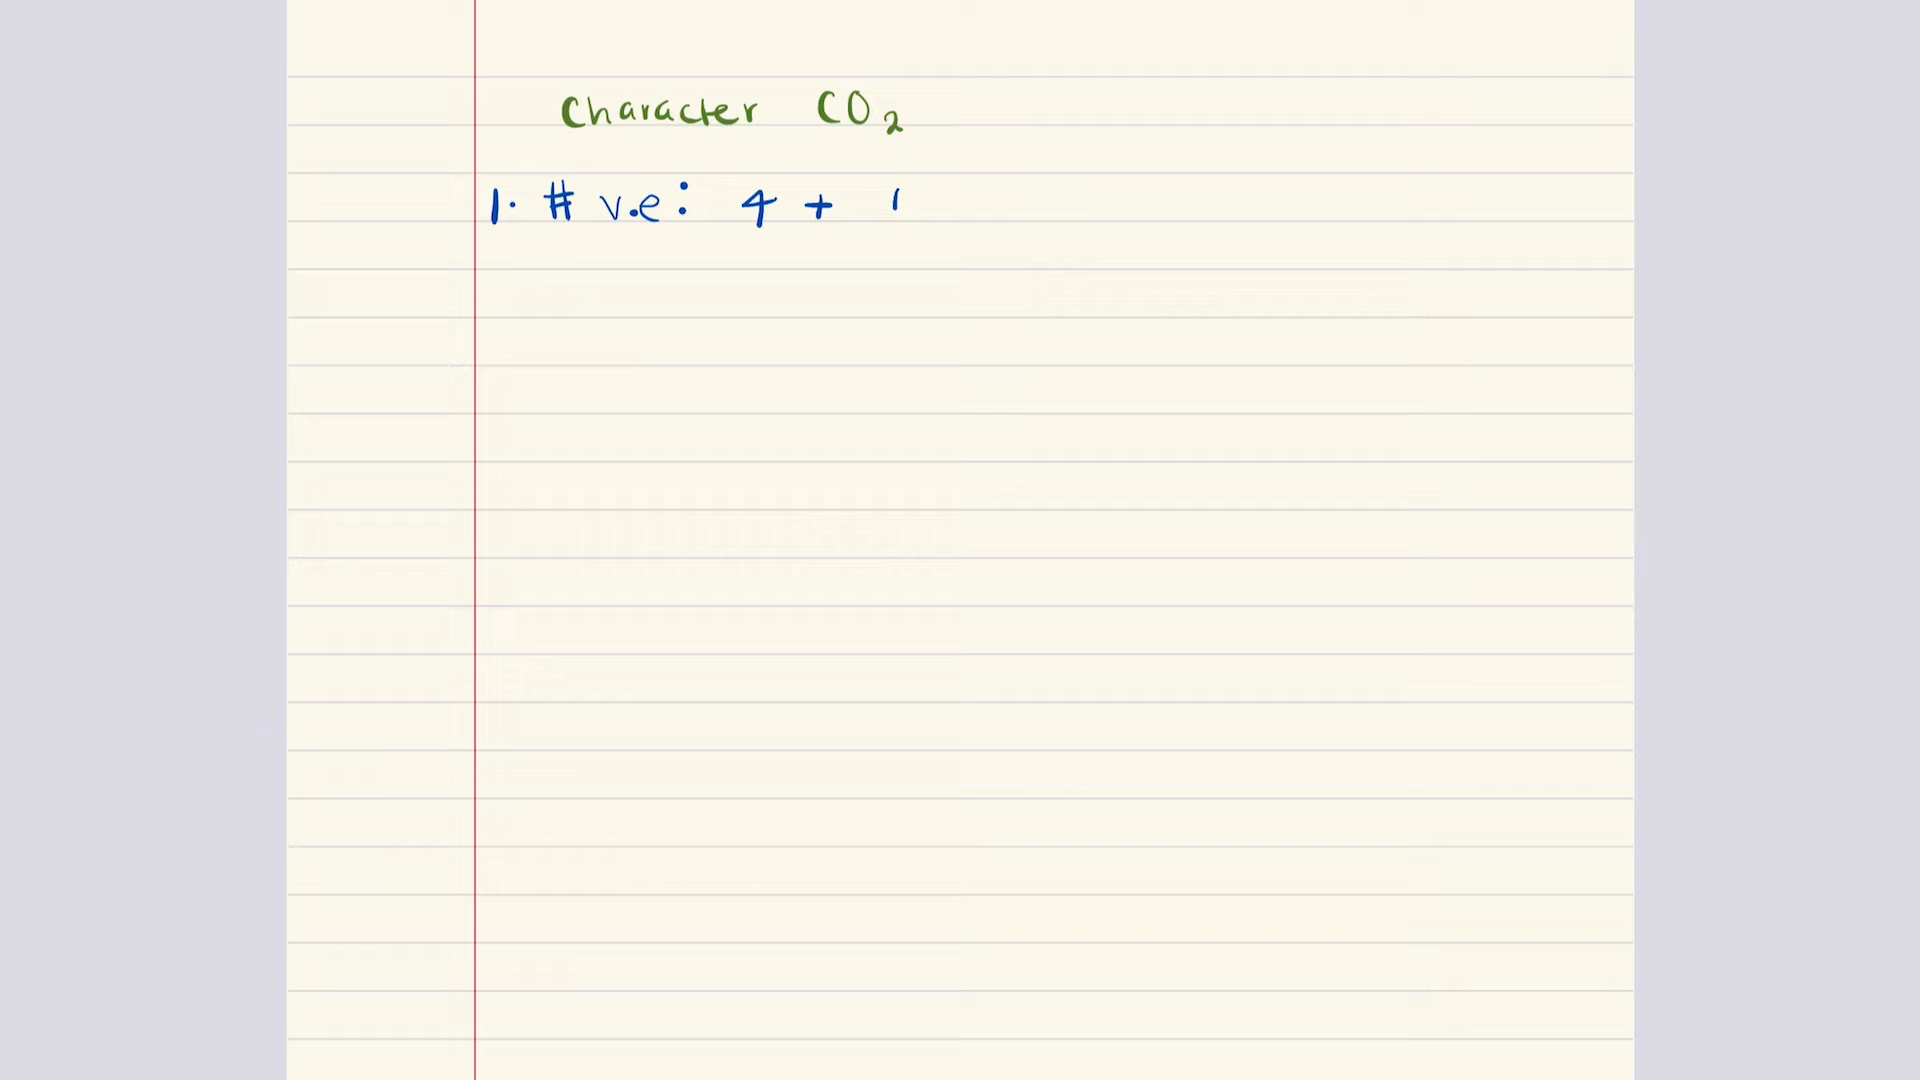 Character CO₂
1. # v.e: 4 +